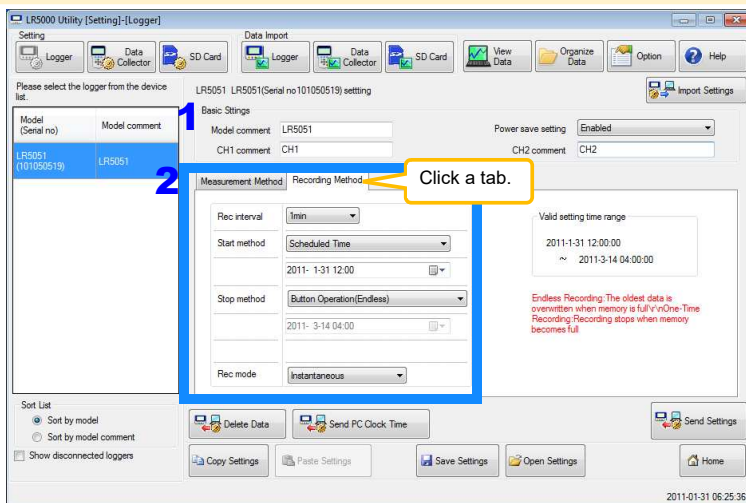 LR5000 Utility [Setting]-[Logger]
Setting
Data Import
Logger
Data Collector
SD Card
Logger
Data Collector
SD Card
View Data
Organize Data
Option
Help
Please select the logger from the device list.
LR5051 LR5051(Serial no101050519) settting
Import Settings
Model (Serial no)
Model comment
LR5051 (101050519)
LR5051
1
Basic Sttings
Model comment
LR5051
Power save setting
Enabled
CH1 comment
CH1
CH2 comment
CH2
2
Measurement Method
Recording Method
Click a tab.
Rec interval
1min
Start method
Scheduled Time
2011- 1-31 12:00
Stop method
Button Operation(Endless)
2011- 3-14 04:00
Rec mode
Instantaneous
Valid setting time range
2011-1-31 12:00:00
~ 2011-3-14 04:00:00
Endless Recording:The oldest data is
overwritten when memory is full\r\nOne-Time
Recording:Recording stops when memory
becomes full
Sort List
Sort by model
Sort by model comment
Show disconnected loggers
Delete Data
Send PC Clock Time
Send Settings
Copy Settings
Paste Settings
Save Settings
Open Settings
Home
2011-01-31 06:25:36